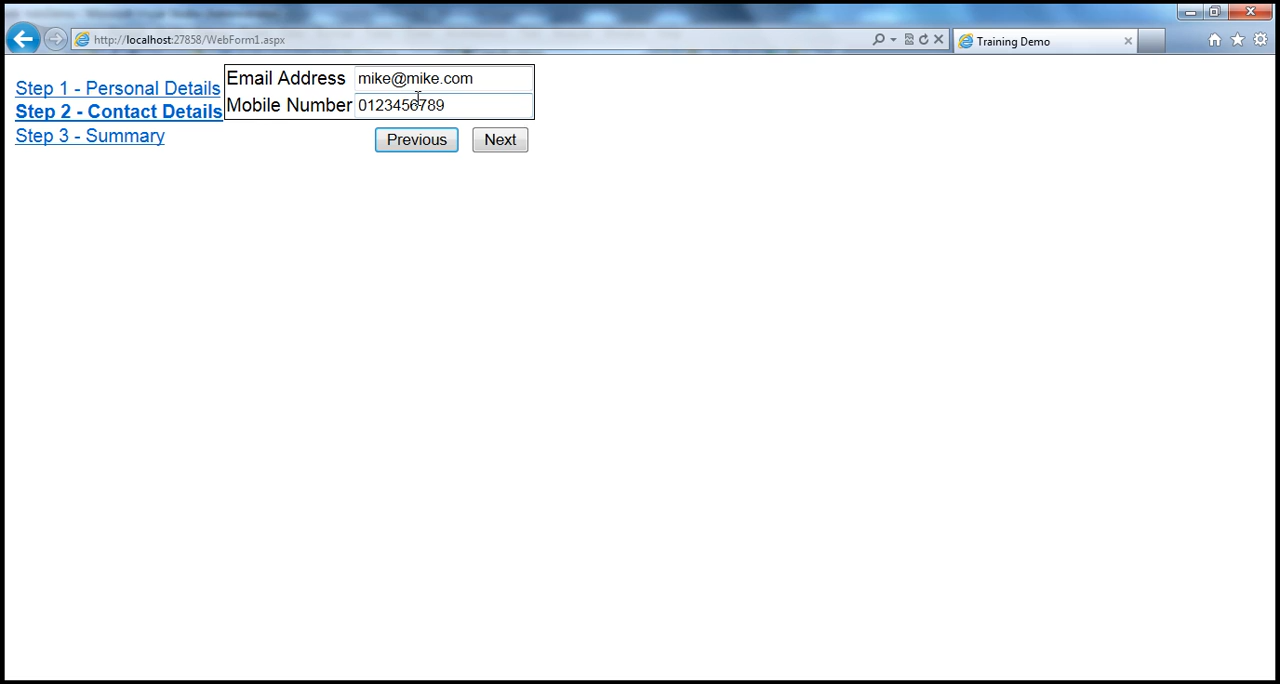 http://localhost:27858/WebForm1.aspx
Training Demo
Step 1 - Personal Details
Step 2 - Contact Details
Step 3 - Summary
Email Address mike@mike.com
Mobile Number 0123456789
Previous Next